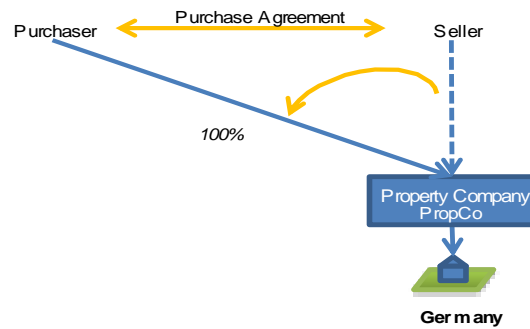 Purchase Agreement
Purchaser
Seller
100%
Property Company
PropCo
Germany